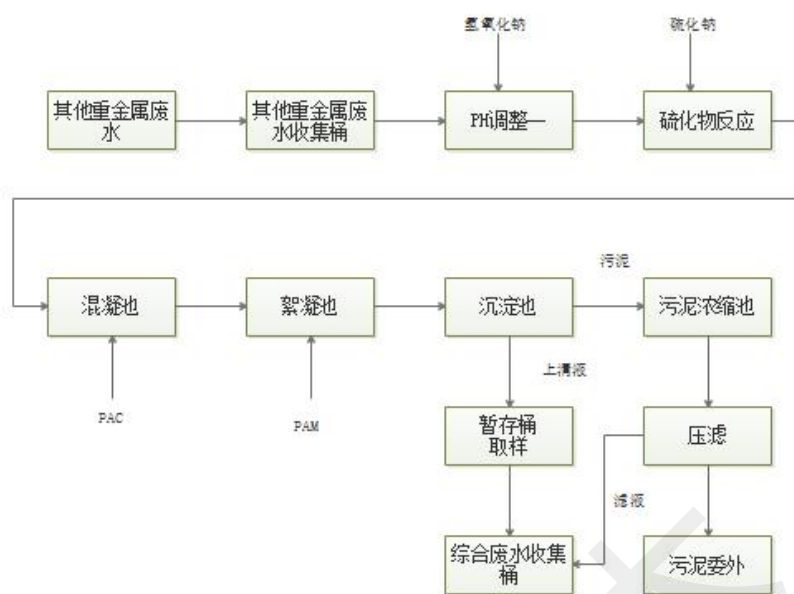 氢氧化钠
硫化钠
其他重金属废
水
其他重金属废
水收集桶
PH调整一
硫化物反应
污泥
混凝池
絮凝池
沉淀池
污泥浓缩池
上清液
PAC
PAM
暂存桶
取样
压滤
滤液
综合废水收集
桶
污泥委外